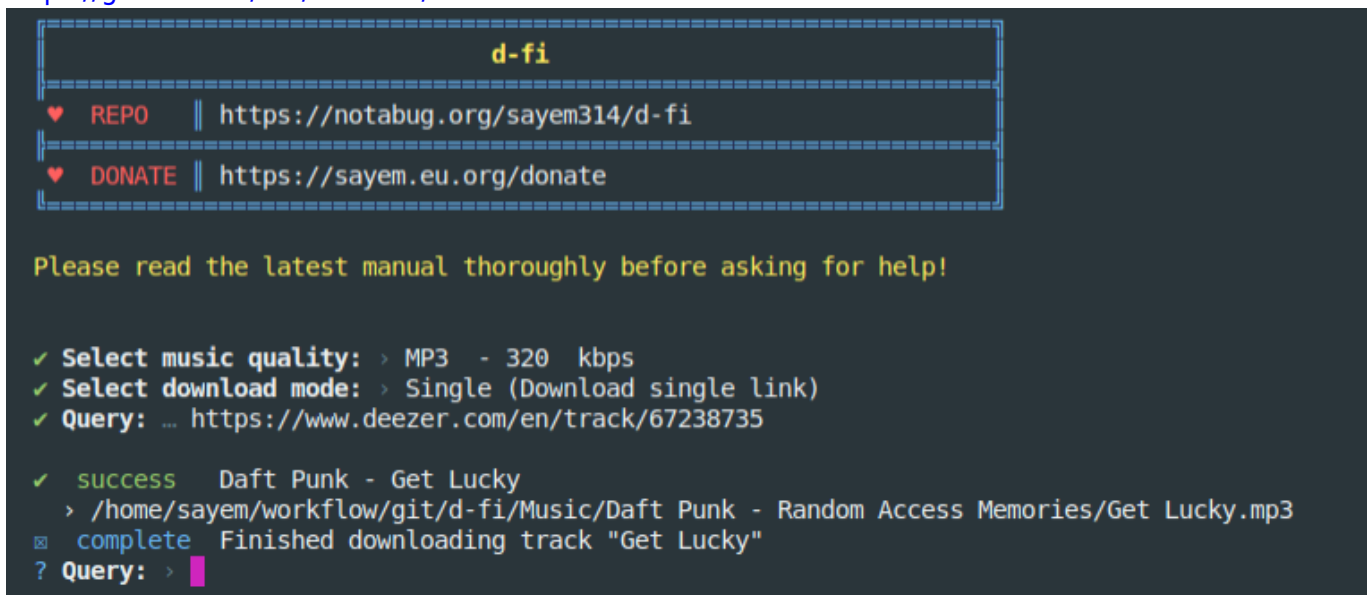 d-fi
♥ REPO ║ https://notabug.org/sayem314/d-fi
♥ DONATE ║ https://sayem.eu.org/donate
Please read the latest manual thoroughly before asking for help!
✔ Select music quality: › MP3 - 320 kbps
✔ Select download mode: › Single (Download single link)
✔ Query: … https://www.deezer.com/en/track/67238735
✔ success Daft Punk - Get Lucky
› /home/sayem/workflow/git/d-fi/Music/Daft Punk - Random Access Memories/Get Lucky.mp3
☒ complete Finished downloading track "Get Lucky"
? Query: ›